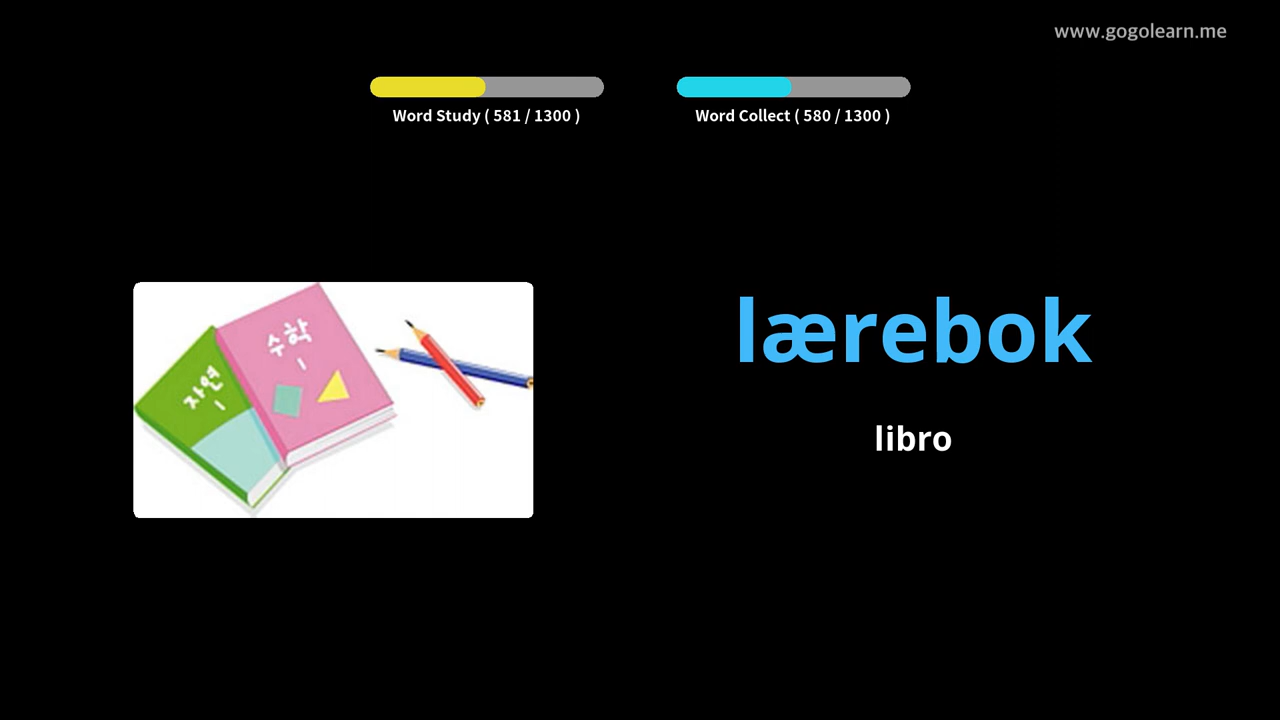 www.gogolearn.me
Word Study ( 581 / 1300 )
Word Collect ( 580 / 1300 )
수학
1
자연
1
lærebok
libro